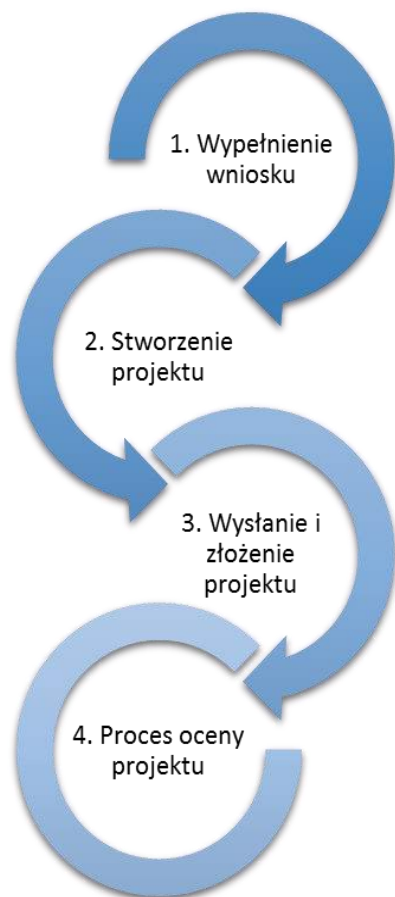 1. Wypełnienie
wniosku
2. Stworzenie
projektu
3. Wysłanie i
złożenie
projektu
4. Proces oceny
projektu